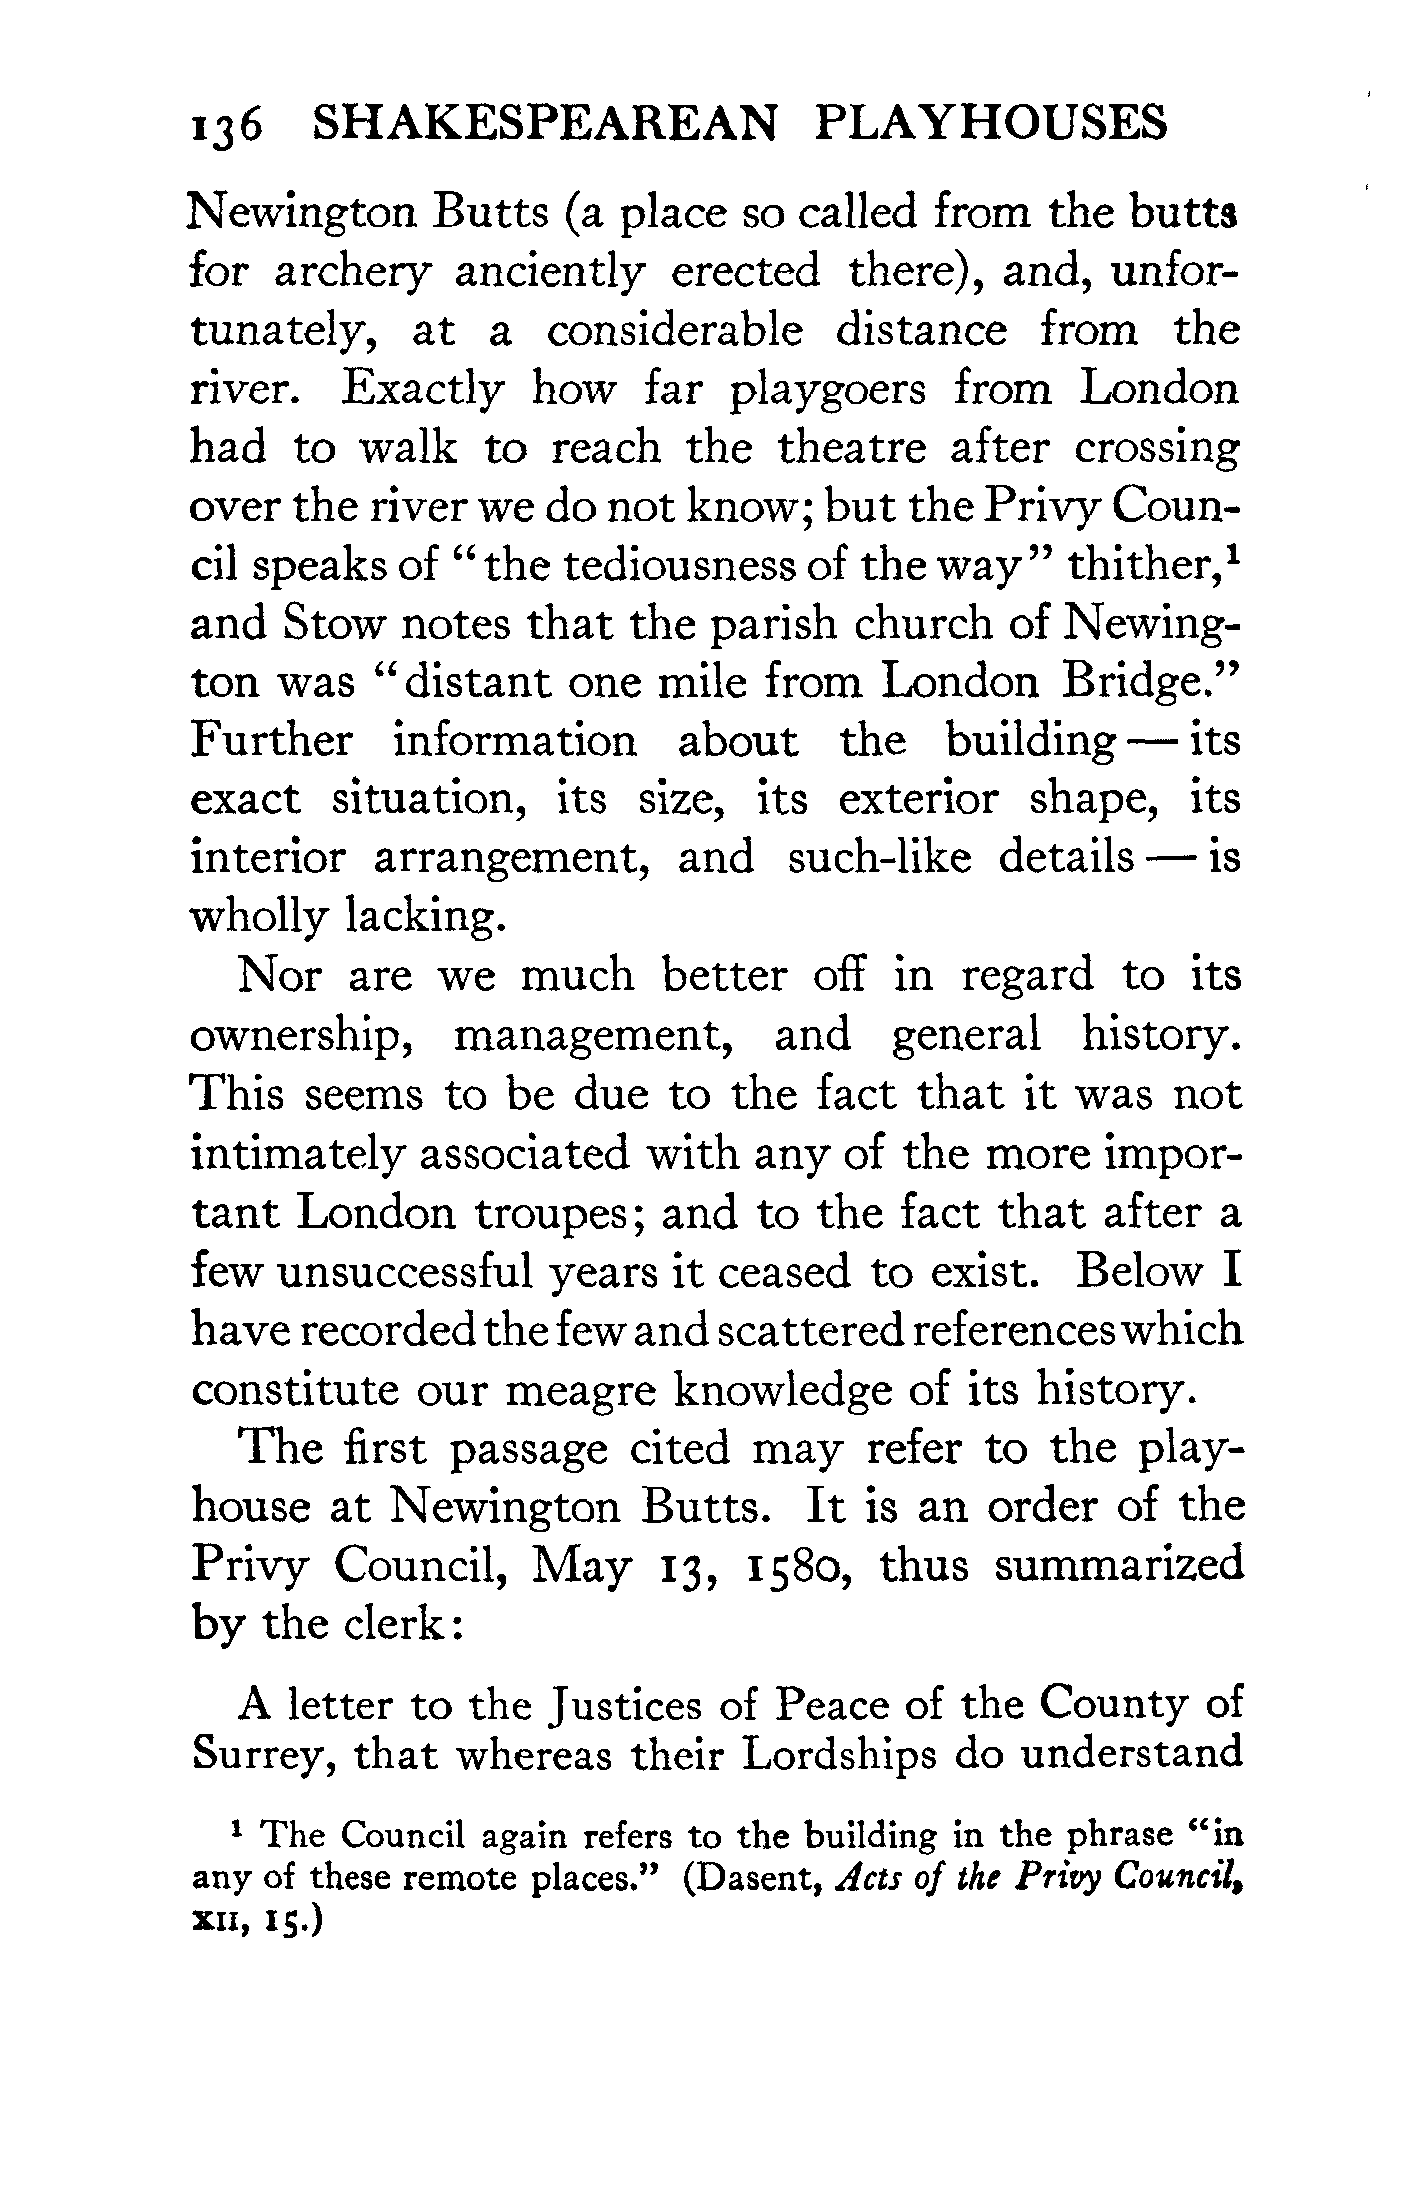 136 SHAKESPEAREAN PLAYHOUSES
Newington Butts (a place so called from the butts
for archery anciently erected there), and, unfor-
tunately, at a considerable distance from the
river. Exactly how far playgoers from London
had to walk to reach the theatre after crossing
over the river we do not know; but the Privy Coun-
cil speaks of “the tediousness of the way” thither,¹
and Stow notes that the parish church of Newing-
ton was “distant one mile from London Bridge.”
Further information about the building — its
exact situation, its size, its exterior shape, its
interior arrangement, and such-like details — is
wholly lacking.
Nor are we much better off in regard to its
ownership, management, and general history.
This seems to be due to the fact that it was not
intimately associated with any of the more impor-
tant London troupes; and to the fact that after a
few unsuccessful years it ceased to exist. Below I
have recorded the few and scattered references which
constitute our meagre knowledge of its history.
The first passage cited may refer to the play-
house at Newington Butts. It is an order of the
Privy Council, May 13, 1580, thus summarized
by the clerk:
A letter to the Justices of Peace of the County of
Surrey, that whereas their Lordships do understand
¹ The Council again refers to the building in the phrase “in
any of these remote places.” (Dasent, Acts of the Privy Council,
XII, 15.)